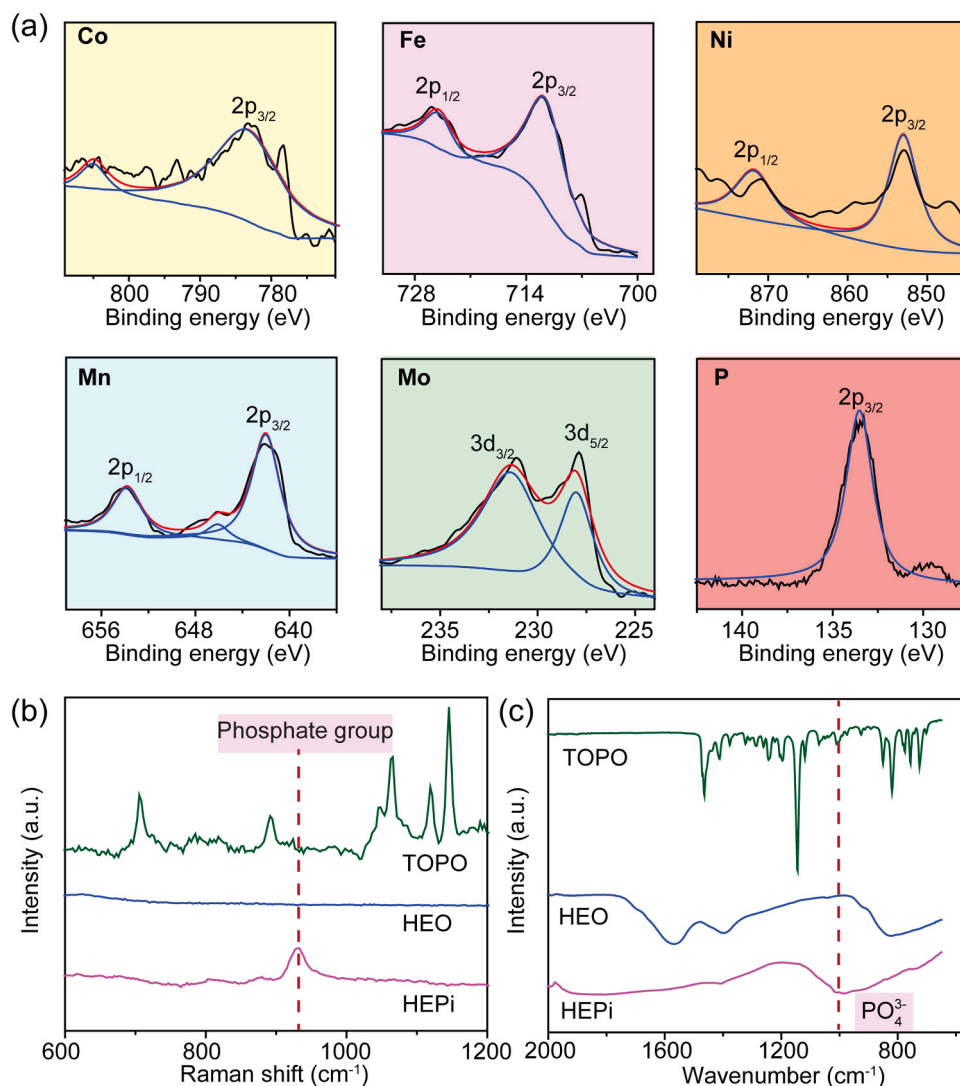 (a)
Co
2p3/2
800 790 780
Binding energy (eV)
Fe
2p1/2
2p3/2
728 714 700
Binding energy (eV)
Ni
2p1/2
2p3/2
870 860 850
Binding energy (eV)
Mn
2p1/2
2p3/2
656 648 640
Binding energy (eV)
Mo
3d3/2
3d5/2
235 230 225
Binding energy (eV)
P
2p3/2
140 135 130
Binding energy (eV)
(b)
Phosphate group
TOPO
HEO
HEPi
Intensity (a.u.)
600 800 1000 1200
Raman shift (cm-1)
(c)
TOPO
HEO
HEPi
PO43-
Intensity (a.u.)
2000 1600 1200 800
Wavenumber (cm-1)